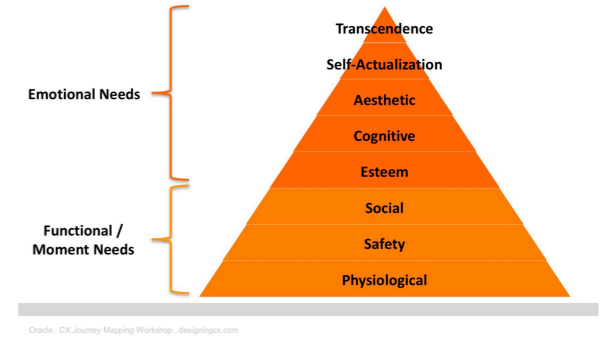 Transcendence
Self-Actualization
Emotional Needs
Aesthetic
Cognitive
Esteem
Social
Functional /
Moment Needs
Safety
Physiological
Oracle . CX Journey Mapping Workshop . designingcx.com